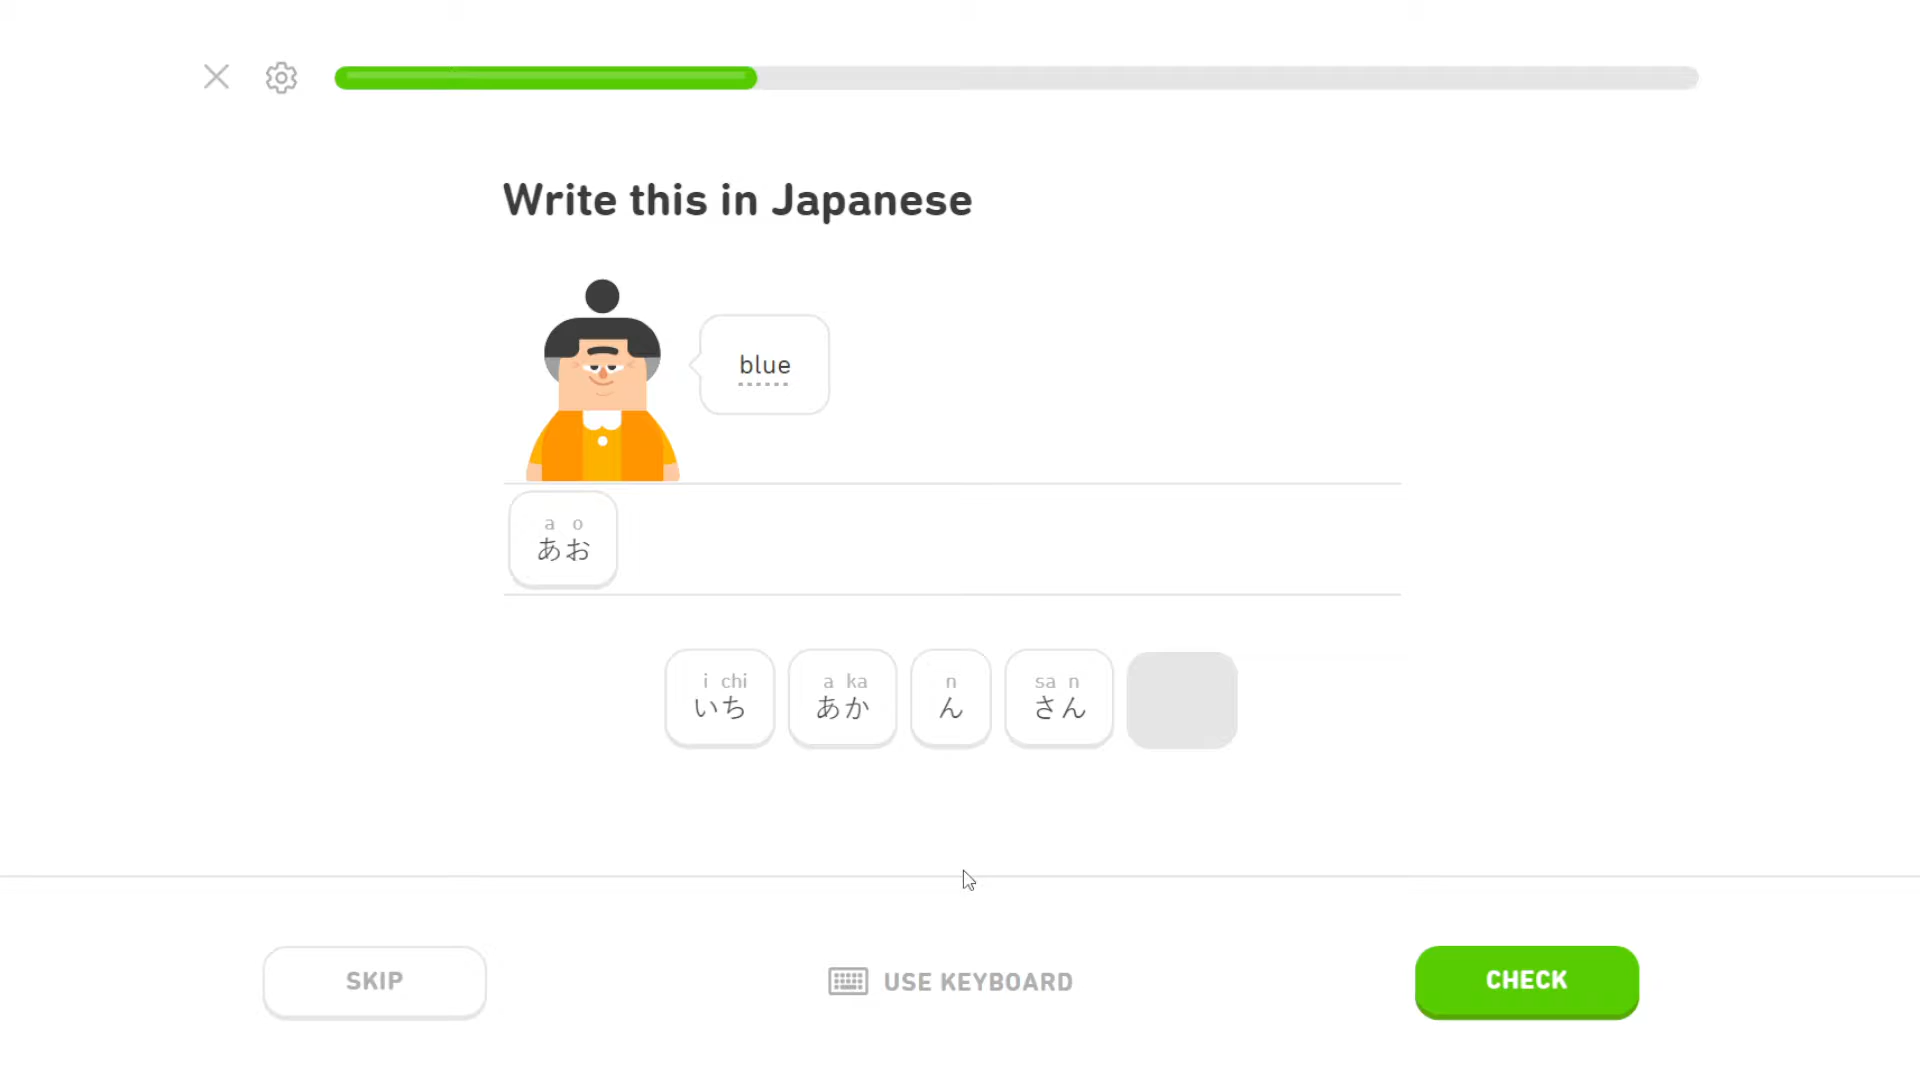 Write this in Japanese
blue
a o
あお
i chi
いち
a ka
あか
n
ん
sa n
さん
SKIP
USE KEYBOARD
CHECK